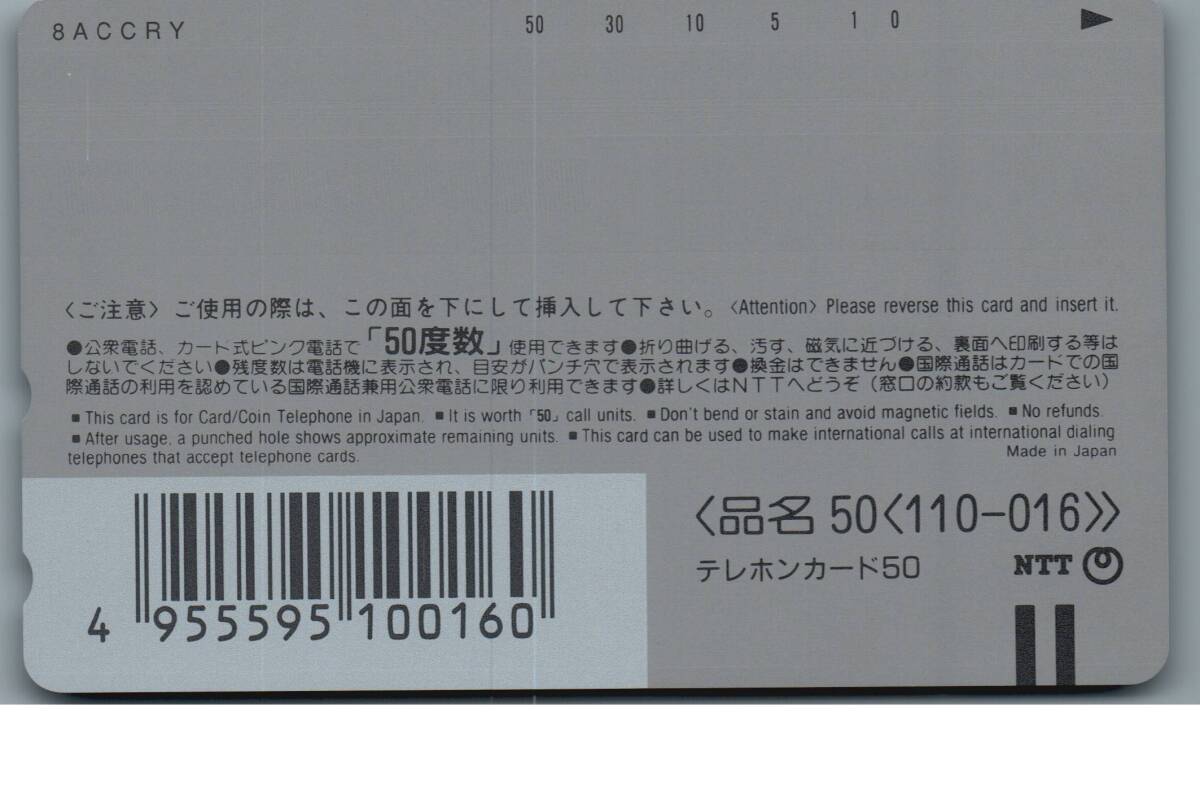 8ACCRY 50 30 10 5 1 0
〈ご注意〉ご使用の際は、この面を下にして挿入して下さい。〈Attention〉Please reverse this card and insert it.
●公衆電話、カード式ピンク電話で「50度数」使用できます●折り曲げる、汚す、磁気に近づける、裏面へ印刷する等は
しないでください●残度数は電話機に表示され、目安がパンチ穴で表示されます●換金はできません●国際通話はカードでの国
際通話の利用を認めている国際通話兼用公衆電話に限り利用できます●詳しくはNTTへどうぞ(窓口の約款もご覧ください)
■ This card is for Card/Coin Telephone in Japan. ■ It is worth「50」call units. ■ Don't bend or stain and avoid magnetic fields. ■ No refunds.
■ After usage, a punched hole shows approximate remaining units. ■ This card can be used to make international calls at international dialing
telephones that accept telephone cards.
Made in Japan
〈品名 50〈110-016〉〉
テレホンカード50 NTT
4 955595 100160